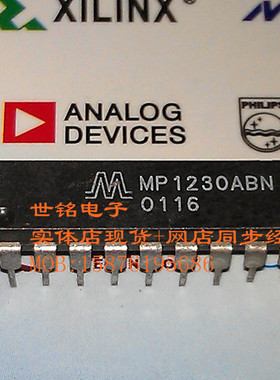 XILINX
ANALOG
DEVICES
PHILIPS
MP1230ABN
0116
世铭电子
实体店现货+网店同步经